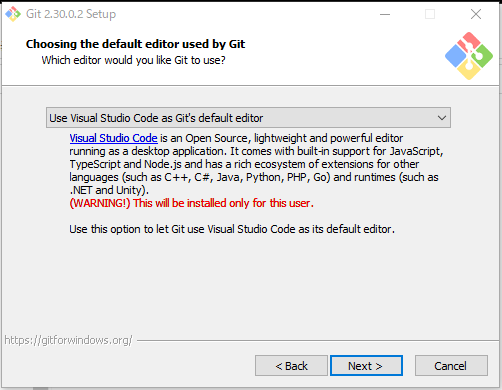 Git 2.30.0.2 Setup
Choosing the default editor used by Git
Which editor would you like Git to use?
Use Visual Studio Code as Git's default editor
Visual Studio Code is an Open Source, lightweight and powerful editor
running as a desktop application. It comes with built-in support for JavaScript,
TypeScript and Node.js and has a rich ecosystem of extensions for other
languages (such as C++, C#, Java, Python, PHP, Go) and runtimes (such as
.NET and Unity).
(WARNING!) This will be installed only for this user.
Use this option to let Git use Visual Studio Code as its default editor.
https://gitforwindows.org/
< Back
Next >
Cancel